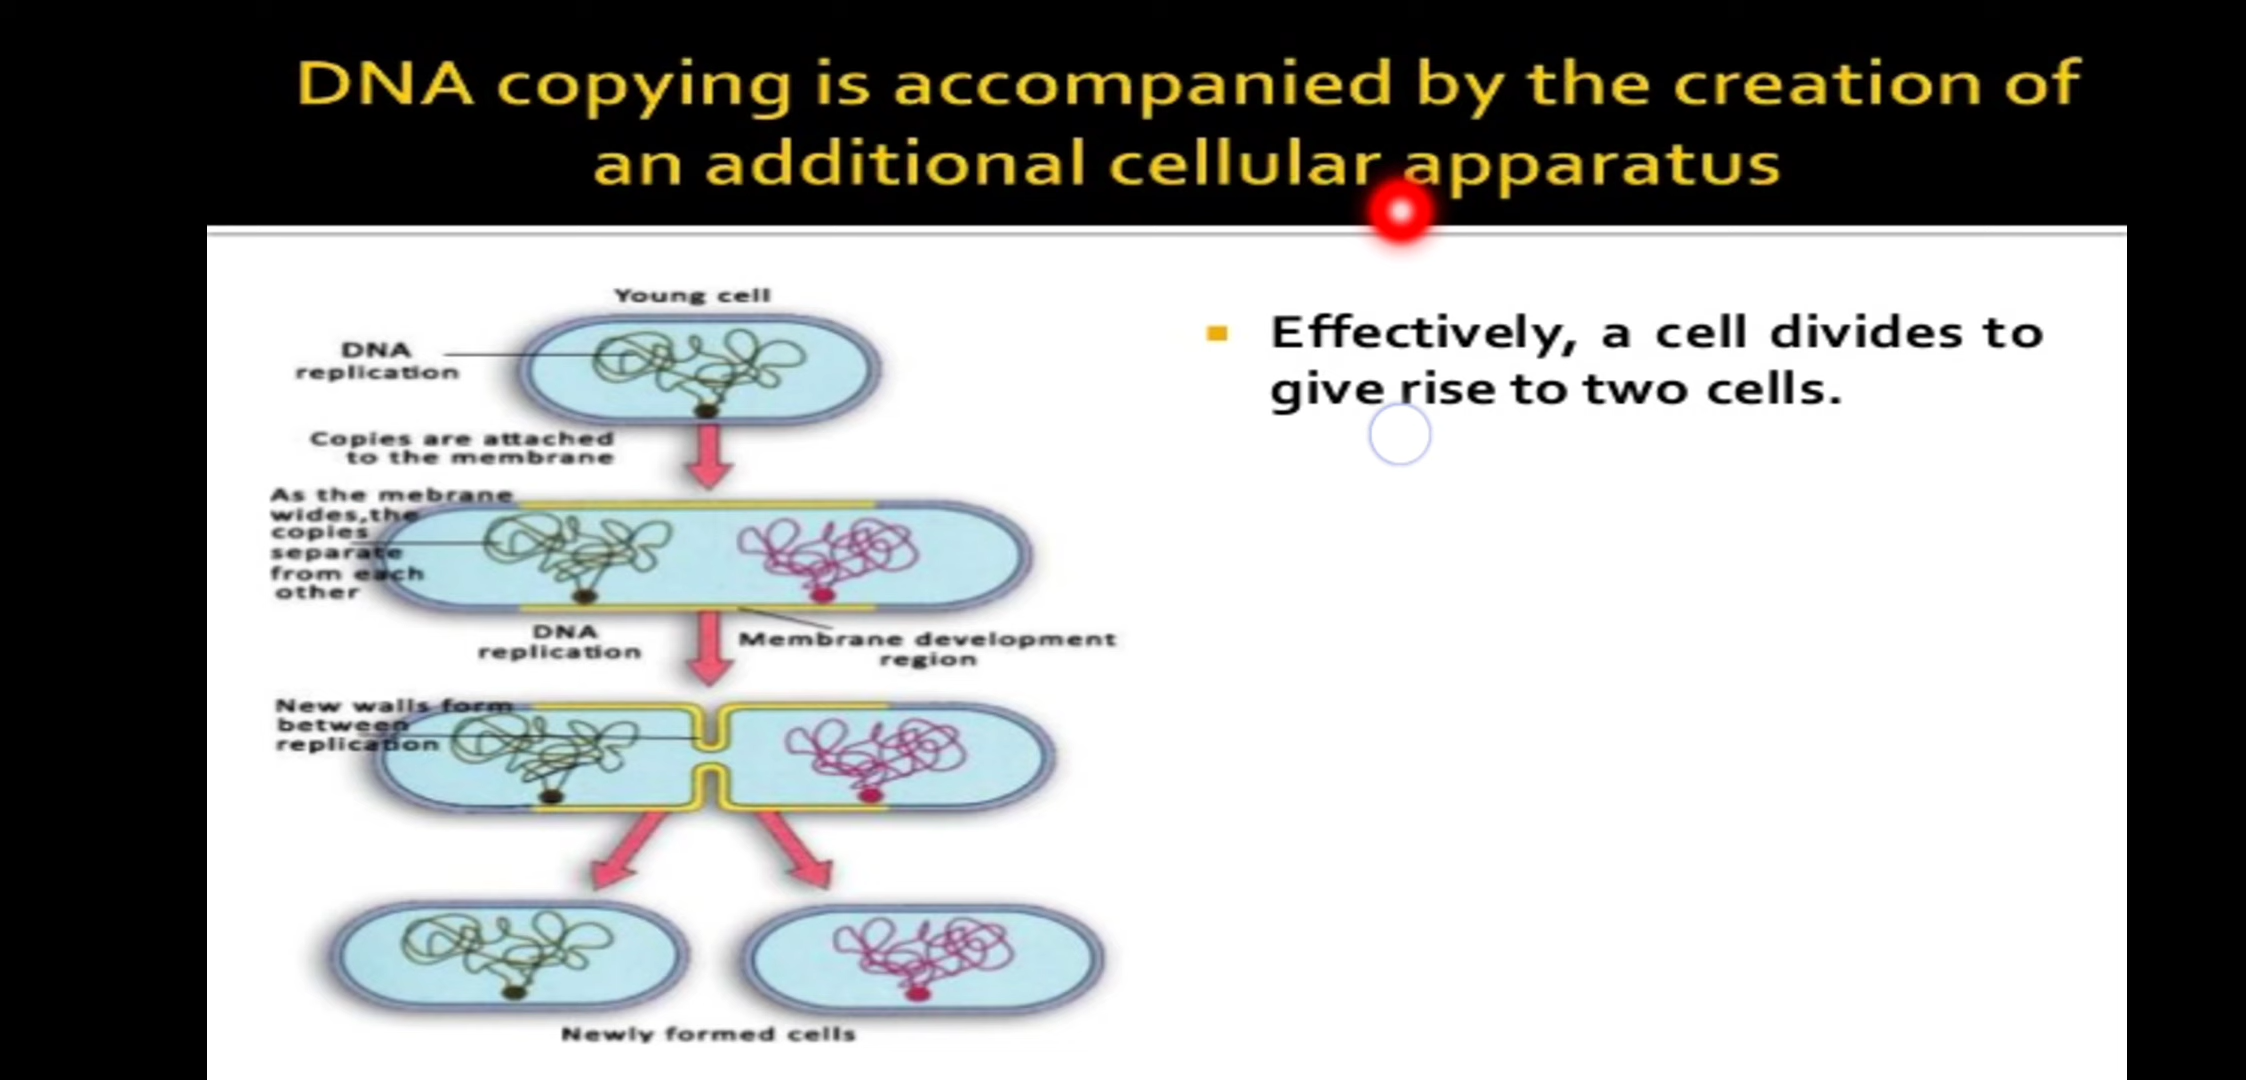 DNA copying is accompanied by the creation of
an additional cellular apparatus
Young cell
DNA
replication
Copies are attached
to the membrane
As the mebrane
wides,the
copies
separate
from each
other
DNA
replication
Membrane development
region
New walls form
between
replication
Newly formed cells
Effectively, a cell divides to
give rise to two cells.